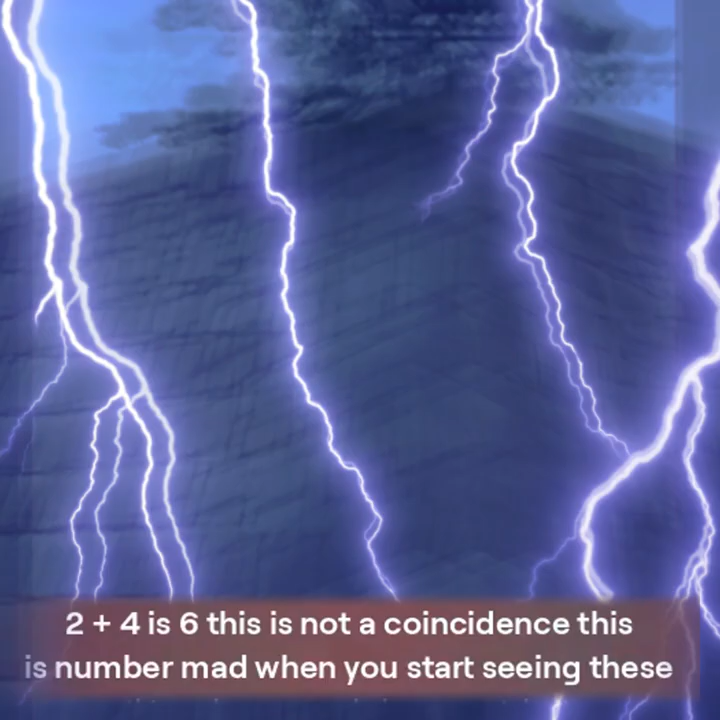 2 + 4 is 6 this is not a coincidence this
is number mad when you start seeing these